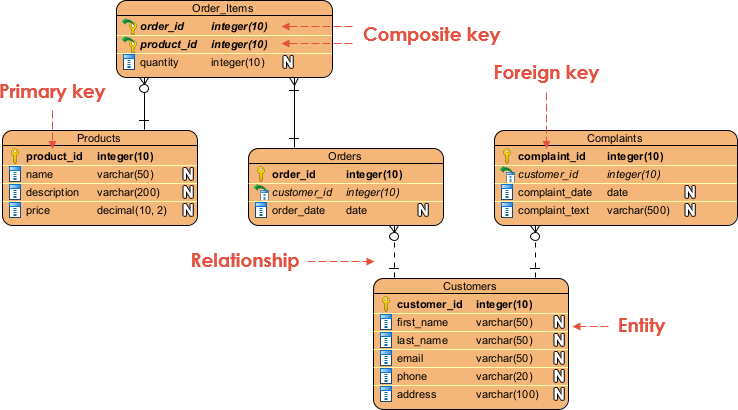 Order_Items
order_id integer(10)
product_id integer(10)
quantity integer(10) N
Composite key
Primary key
Foreign key
Products
product_id integer(10)
name varchar(50) N
description varchar(200) N
price decimal(10, 2) N
Orders
order_id integer(10)
customer_id integer(10)
order_date date N
Complaints
complaint_id integer(10)
customer_id integer(10)
complaint_date date N
complaint_text varchar(500) N
Relationship
Customers
customer_id integer(10)
first_name varchar(50) N
last_name varchar(50) N
email varchar(50) N
phone varchar(20) N
address varchar(100) N
Entity